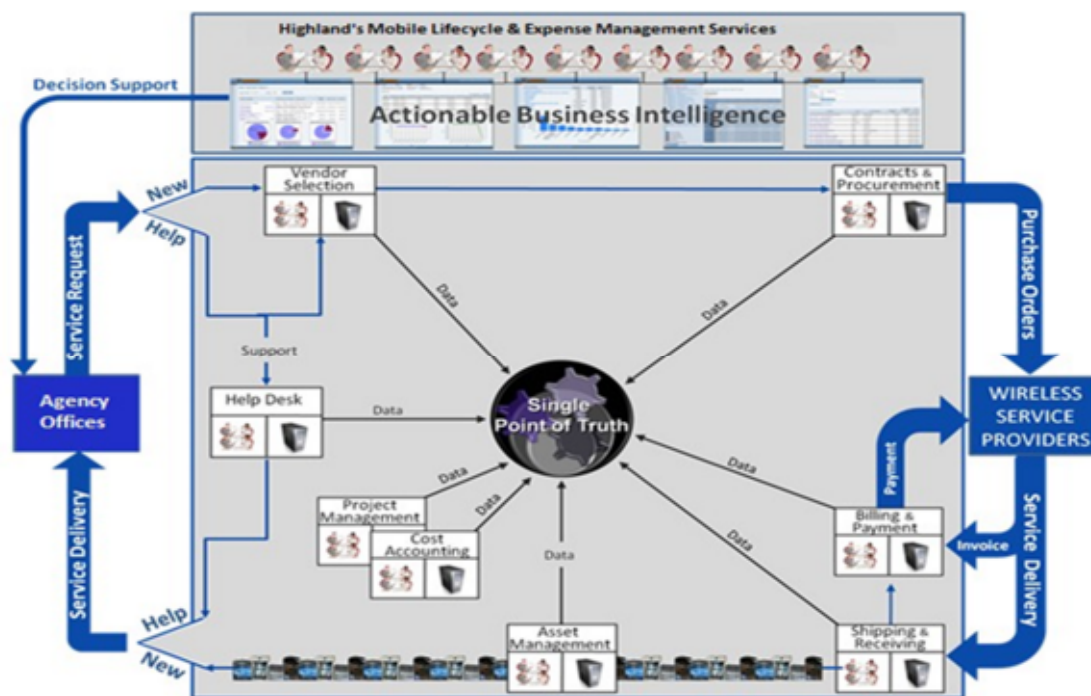 Highland's Mobile Lifecycle & Expense Management Services
Decision Support
Actionable Business Intelligence
New
Help
Service Request
Vendor
Selection
Contracts &
Procurement
Purchase Orders
Data
Data
Support
Agency
Offices
Help Desk
Data
Single
Point of Truth
WIRELESS
SERVICE
PROVIDERS
Data
Payment
Project
Management
Data
Cost
Accounting
Data
Data
Data
Billing &
Payment
Invoice
Service Delivery
Service Delivery
Help
New
Asset
Management
Shipping &
Receiving